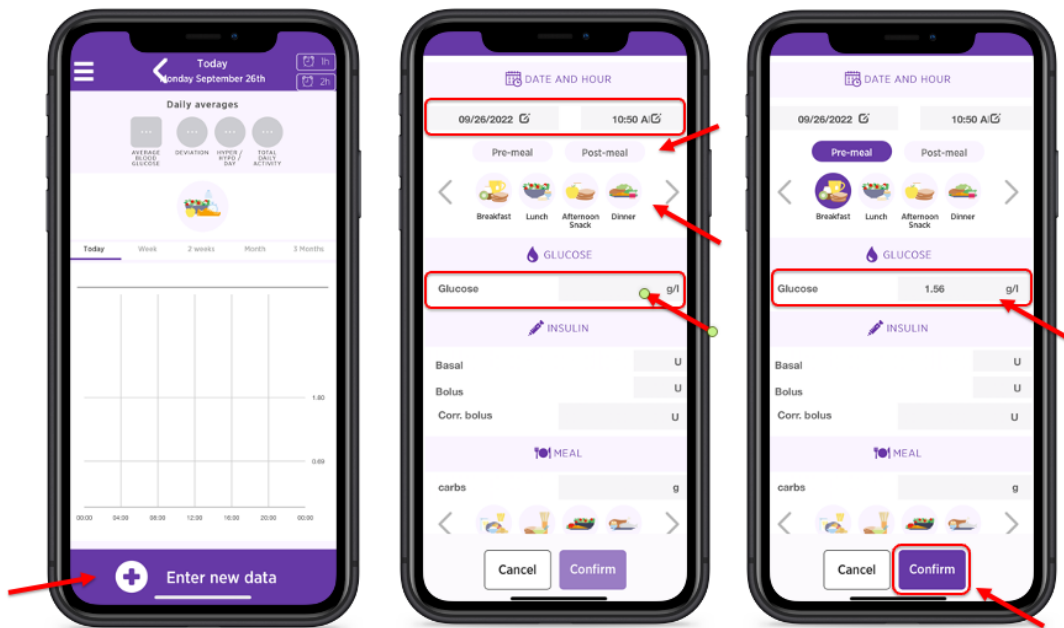 Today
Monday September 26th
1h
2h
Daily averages
AVERAGE BLOOD GLUCOSE
DEVIATION
HYPER / HYPO / DAY
TOTAL DAILY ACTIVITY
Today Week 2 weeks Month 3 Months
1.80
0.69
00:00 04:00 08:00 12:00 16:00 20:00 00:00
Enter new data
DATE AND HOUR
09/26/2022 10:50 A
Pre-meal Post-meal
Breakfast Lunch Afternoon Snack Dinner
GLUCOSE
Glucose g/l
INSULIN
Basal U
Bolus U
Corr. bolus U
MEAL
carbs g
Cancel Confirm
DATE AND HOUR
09/26/2022 10:50 A
Pre-meal Post-meal
Breakfast Lunch Afternoon Snack Dinner
GLUCOSE
Glucose 1.56 g/l
INSULIN
Basal U
Bolus U
Corr. bolus U
MEAL
carbs g
Cancel Confirm